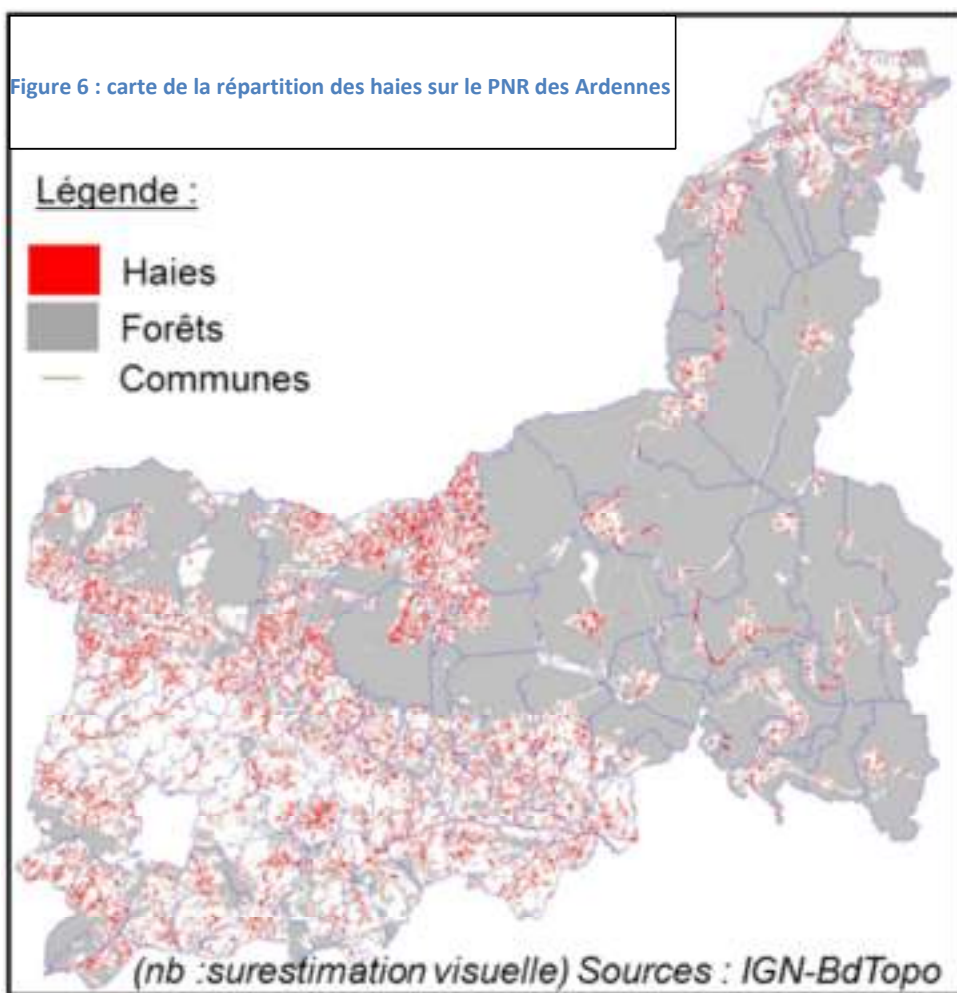 Figure 6 : carte de la répartition des haies sur le PNR des Ardennes
Légende :
Haies
Forêts
Communes
(nb :surestimation visuelle) Sources : IGN-BdTopo